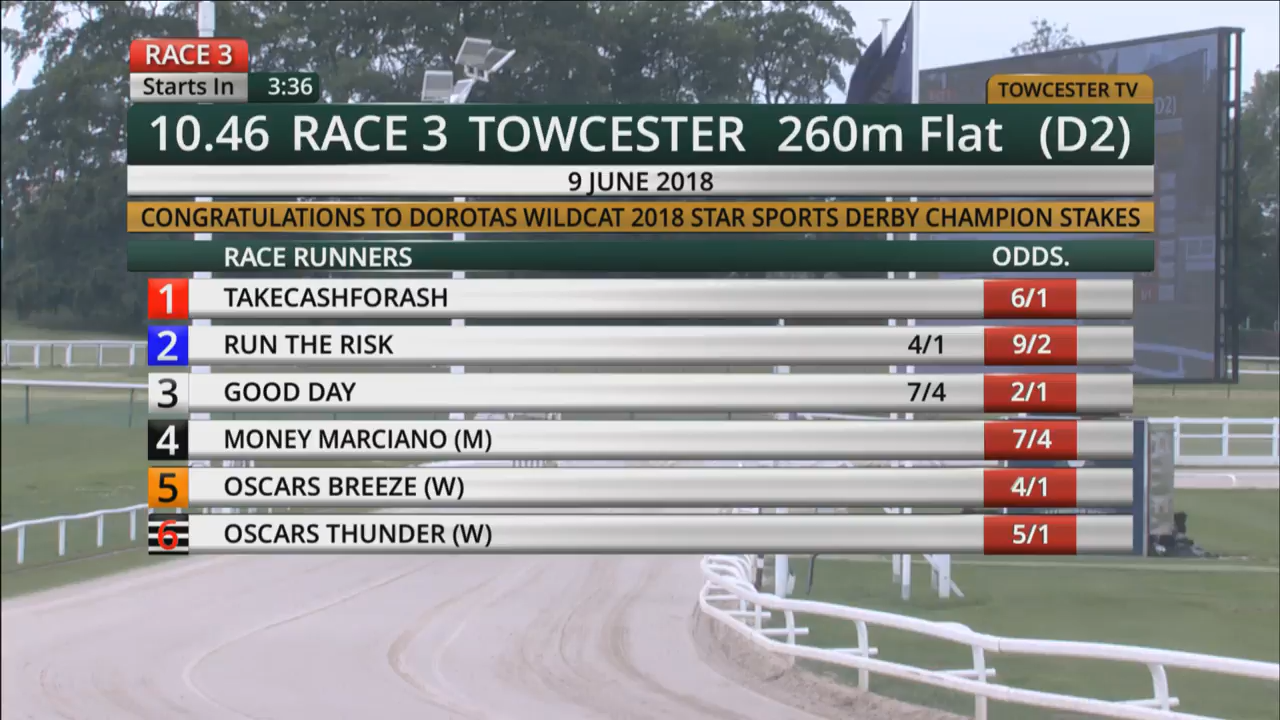 RACE 3
Starts In 3:36
TOWCESTER TV
10.46 RACE 3 TOWCESTER 260m Flat (D2)
9 JUNE 2018
CONGRATULATIONS TO DOROTAS WILDCAT 2018 STAR SPORTS DERBY CHAMPION STAKES
RACE RUNNERS ODDS.
1 TAKECASHFORASH 6/1
2 RUN THE RISK 4/1 9/2
3 GOOD DAY 7/4 2/1
4 MONEY MARCIANO (M) 7/4
5 OSCARS BREEZE (W) 4/1
6 OSCARS THUNDER (W) 5/1